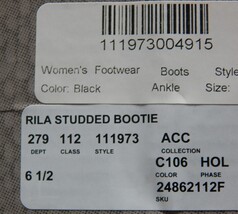 111973004915
Women's Footwear Boots Style
Color: Black Ankle Size:
RILA STUDDED BOOTIE
279 112 111973 ACC
DEPT CLASS STYLE COLLECTION
C106 HOL
COLOR PHASE
6 1/2 24862112F
SKU